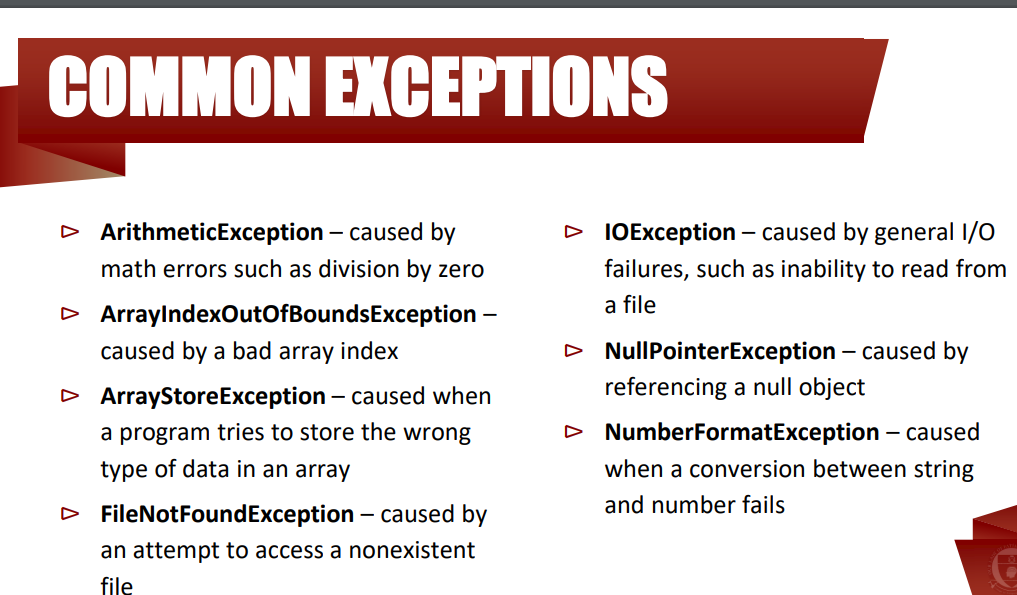 COMMON EXCEPTIONS
▻ ArithmeticException – caused by
math errors such as division by zero
▻ ArrayIndexOutOfBoundsException –
caused by a bad array index
▻ ArrayStoreException – caused when
a program tries to store the wrong
type of data in an array
▻ FileNotFoundException – caused by
an attempt to access a nonexistent
file
▻ IOException – caused by general I/O
failures, such as inability to read from
a file
▻ NullPointerException – caused by
referencing a null object
▻ NumberFormatException – caused
when a conversion between string
and number fails